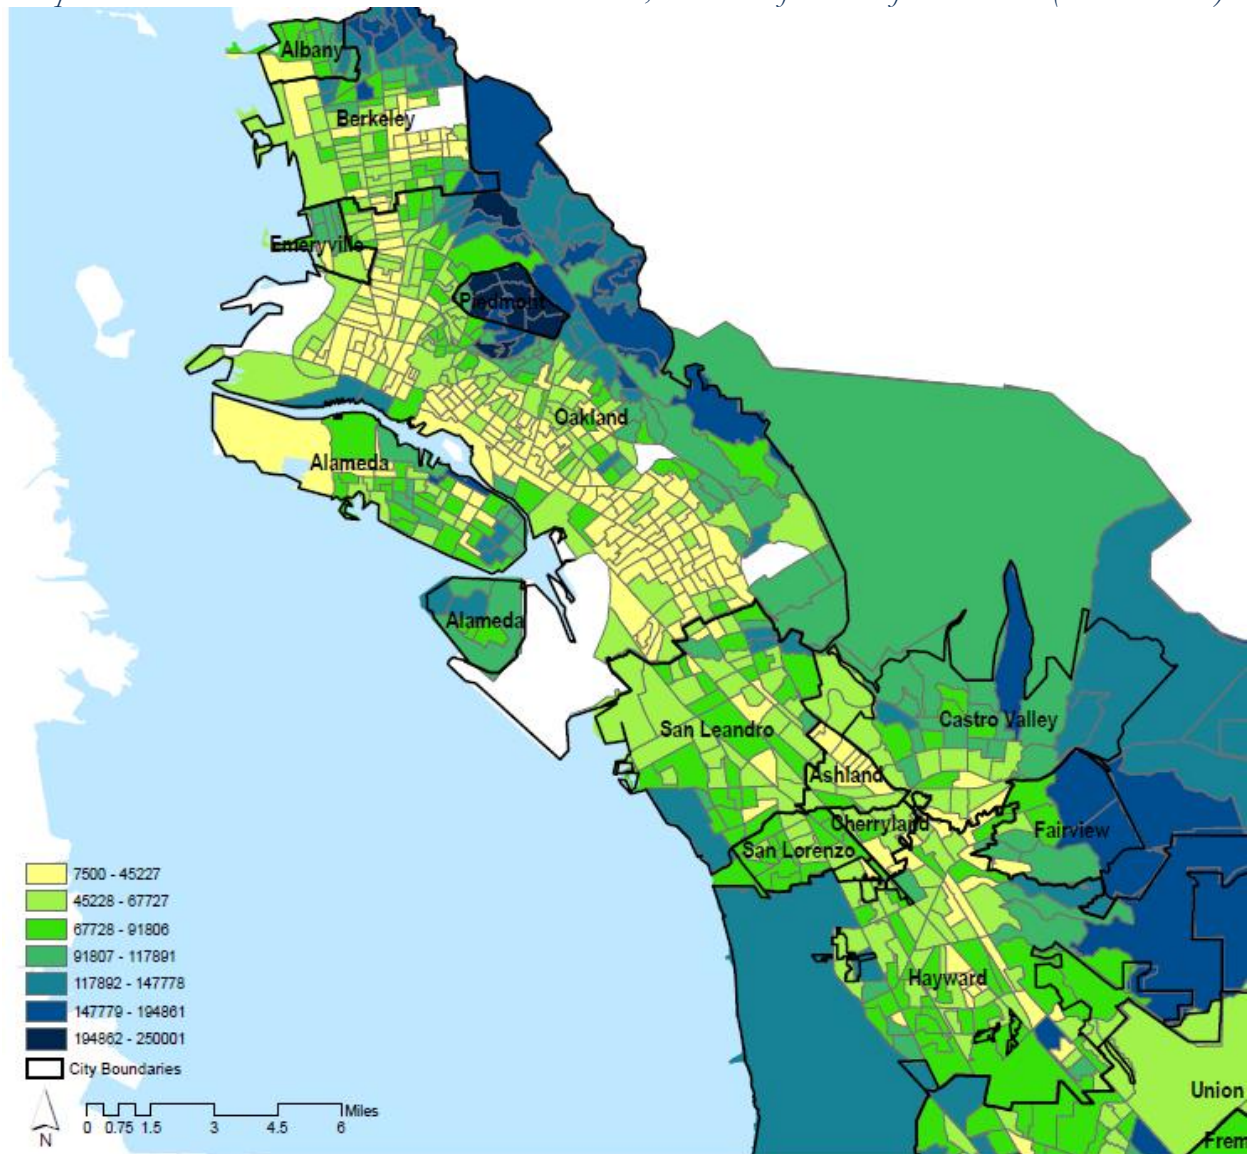 Albany
Berkeley
Emeryville
Piedmont
Oakland
Alameda
Alameda
San Leandro
Castro Valley
Ashland
Cherryland
Fairview
San Lorenzo
Hayward
Union
Frem
7500 - 45227
45228 - 67727
67728 - 91806
91807 - 117891
117892 - 147778
147779 - 194861
194862 - 250001
City Boundaries
Miles
0 0.75 1.5 3 4.5 6
N